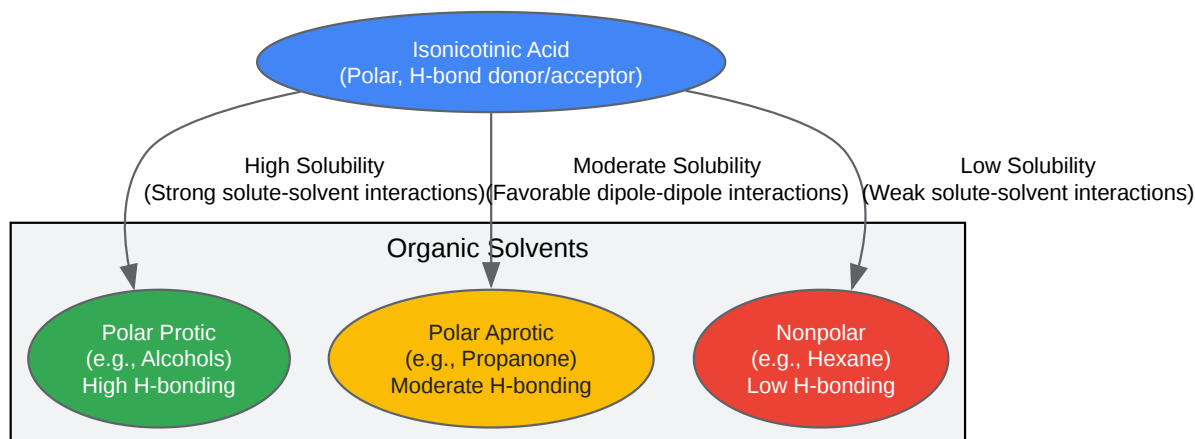 Isonicotinic Acid
(Polar, H-bond donor/acceptor)
High Solubility
(Strong solute-solvent interactions)
Moderate Solubility
(Favorable dipole-dipole interactions)
Low Solubility
(Weak solute-solvent interactions)
Organic Solvents
Polar Protic
(e.g., Alcohols)
High H-bonding
Polar Aprotic
(e.g., Propanone)
Moderate H-bonding
Nonpolar
(e.g., Hexane)
Low H-bonding